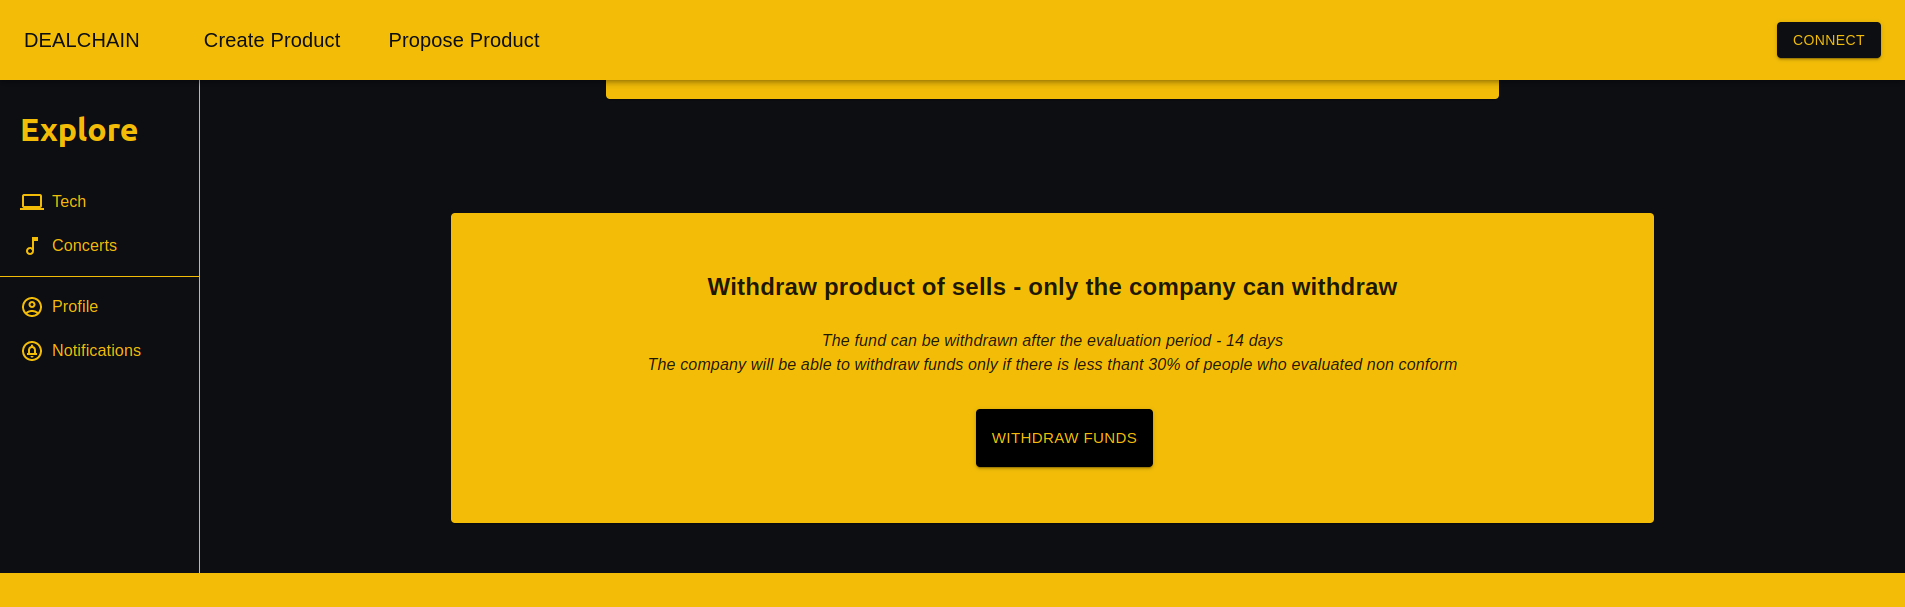 DEALCHAIN Create Product Propose Product CONNECT
Explore
Tech
Concerts
Profile
Notifications
Withdraw product of sells - only the company can withdraw
The fund can be withdrawn after the evaluation period - 14 days
The company will be able to withdraw funds only if there is less thant 30% of people who evaluated non conform
WITHDRAW FUNDS